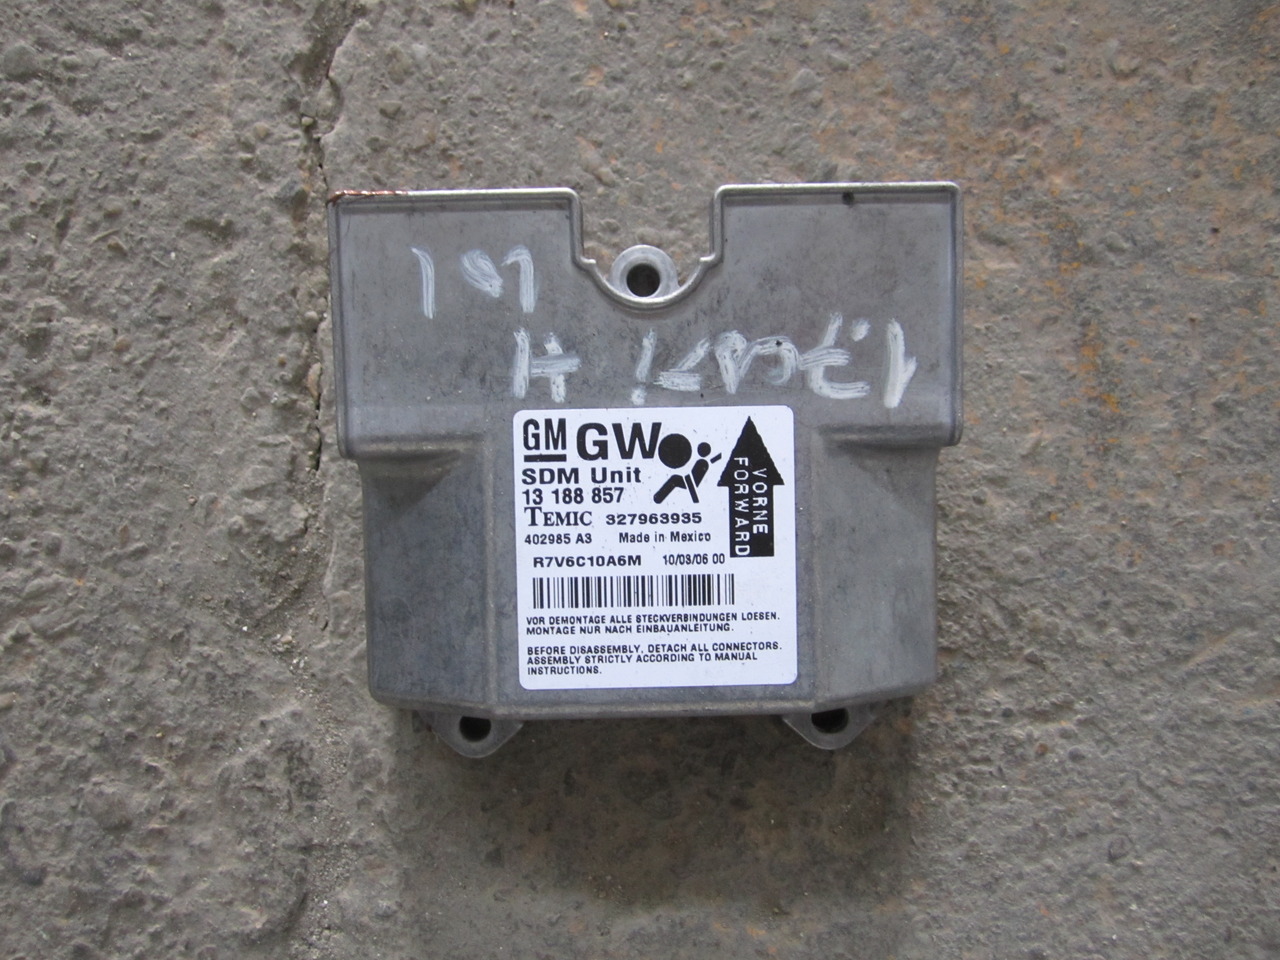 GM GW
SDM Unit
13 188 857
TEMIC 327963935
402985 A3 Made in Mexico
R7V6C10A6M 10/03/06 00
VORNE
FORWARD
VOR DEMONTAGE ALLE STECKVERBINDUNGEN LOESEN.
MONTAGE NUR NACH EINBAUANLEITUNG.
BEFORE DISASSEMBLY, DETACH ALL CONNECTORS.
ASSEMBLY STRICTLY ACCORDING TO MANUAL
INSTRUCTIONS.